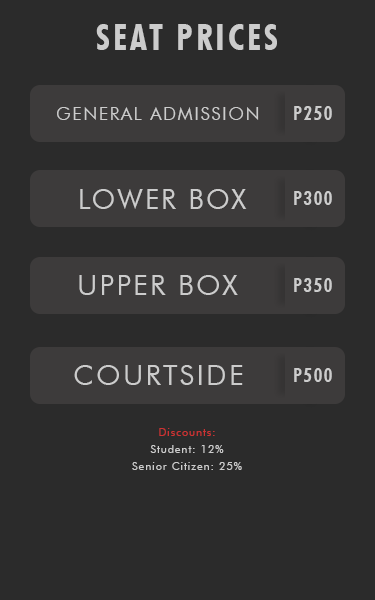 SEAT PRICES
GENERAL ADMISSION P250
LOWER BOX P300
UPPER BOX P350
COURTSIDE P500
Discounts:
Student: 12%
Senior Citizen: 25%